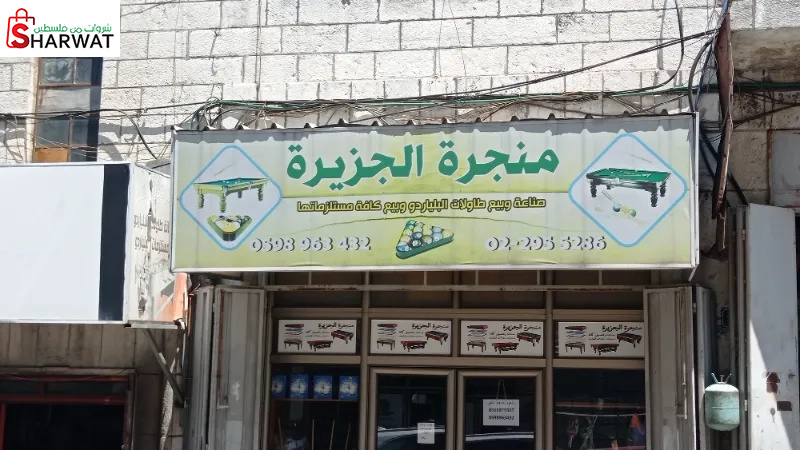 شروات من فلسطين
SHARWAT
منجرة الجزيرة
صناعة وبيع طاولات البلياردو وبيع كافة مستلزماتها
0598 963 432
02 295 5236
منجرة الجزيرة
منجرة الجزيرة
منجرة الجزيرة
منجرة الجزيرة